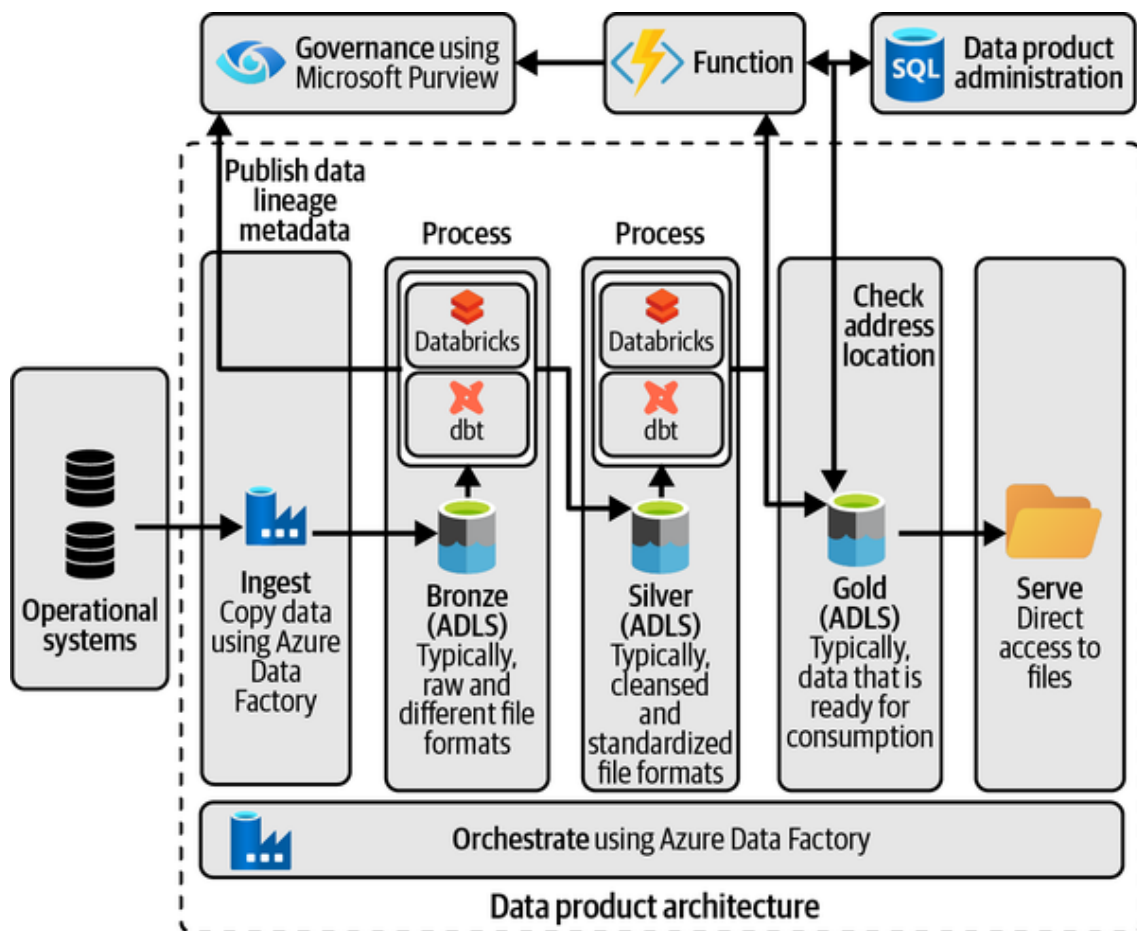 Governance using
Microsoft Purview
Function
SQL
Data product
administration
Publish data
lineage
metadata
Process
Process
Databricks
dbt
Databricks
dbt
Check
address
location
Operational
systems
Ingest
Copy data
using Azure
Data
Factory
Bronze
(ADLS)
Typically,
raw and
different file
formats
Silver
(ADLS)
Typically,
cleansed
and
standardized
file formats
Gold
(ADLS)
Typically,
data that is
ready for
consumption
Serve
Direct
access to
files
Orchestrate using Azure Data Factory
Data product architecture